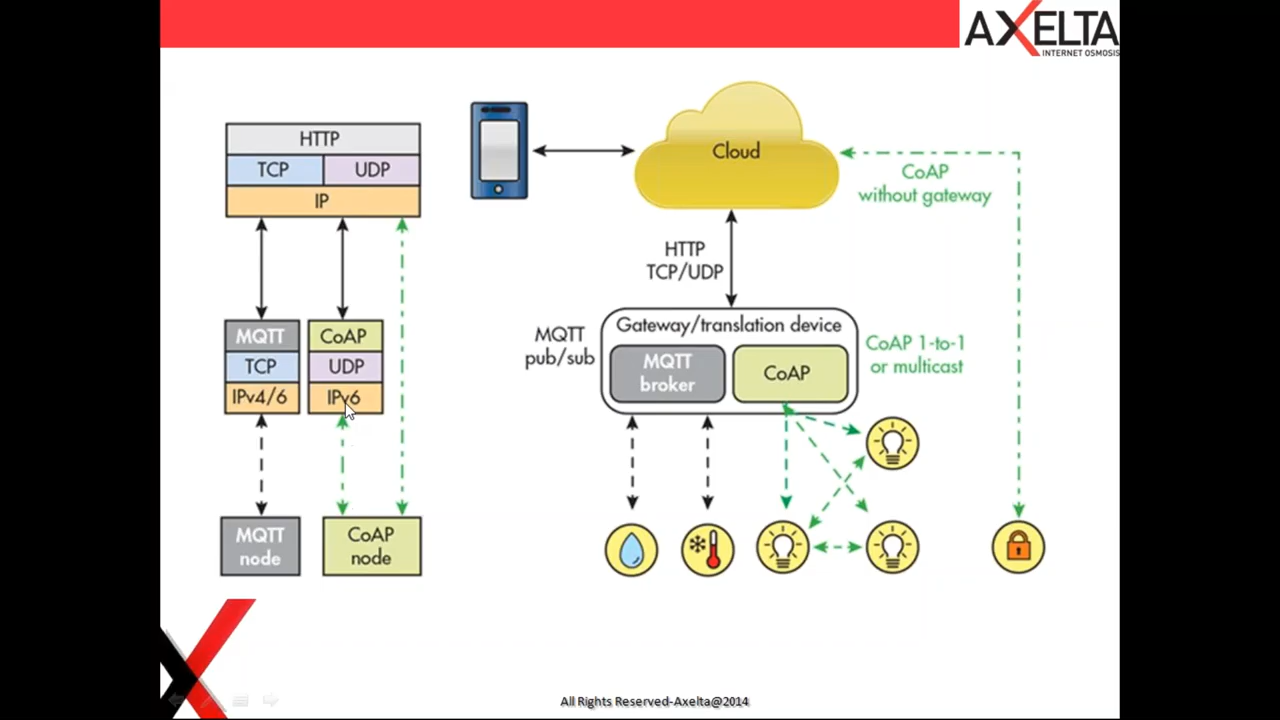 AXELTA
INTERNET OSMOSIS
HTTP
TCP
UDP
IP
MQTT
TCP
IPv4/6
CoAP
UDP
IPv6
MQTT
node
CoAP
node
Cloud
CoAP
without gateway
HTTP
TCP/UDP
MQTT
pub/sub
Gateway/translation device
MQTT
broker
CoAP
CoAP 1-to-1
or multicast
All Rights Reserved-Axelta@2014